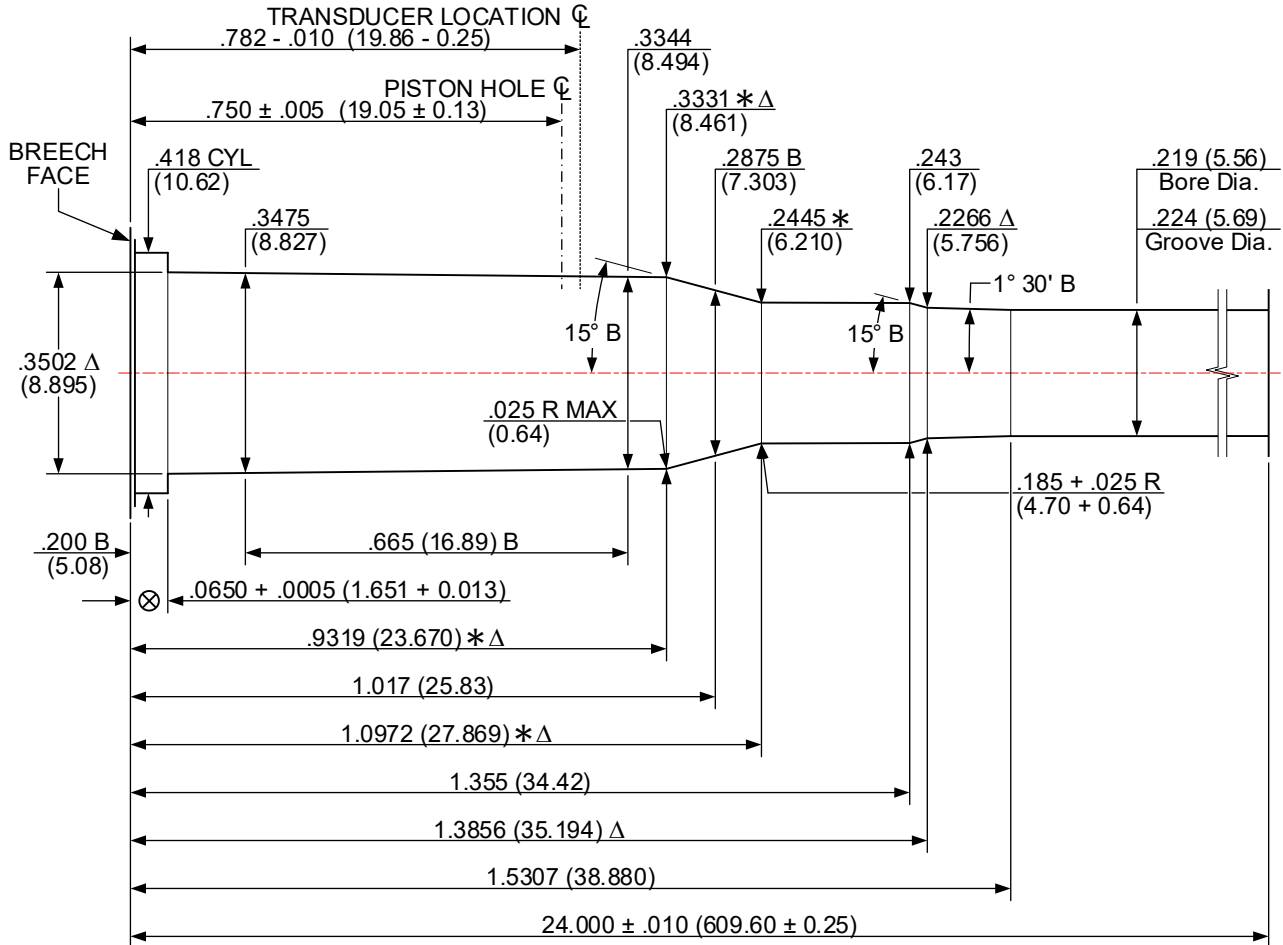 TRANSDUCER LOCATION ℄
.782 - .010 (19.86 - 0.25)
PISTON HOLE ℄
.750 ± .005 (19.05 ± 0.13)
BREECH
FACE
.418 CYL
(10.62)
.3475
(8.827)
.3344
(8.494)
.3331 * Δ
(8.461)
.2875 B
(7.303)
.2445 *
(6.210)
.243
(6.17)
.2266 Δ
(5.756)
.219 (5.56)
Bore Dia.
.224 (5.69)
Groove Dia.
1° 30' B
15° B
15° B
.3502 Δ
(8.895)
.025 R MAX
(0.64)
.185 + .025 R
(4.70 + 0.64)
.200 B
(5.08)
.665 (16.89) B
⊗ .0650 + .0005 (1.651 + 0.013)
.9319 (23.670) * Δ
1.017 (25.83)
1.0972 (27.869) * Δ
1.355 (34.42)
1.3856 (35.194) Δ
1.5307 (38.880)
24.000 ± .010 (609.60 ± 0.25)